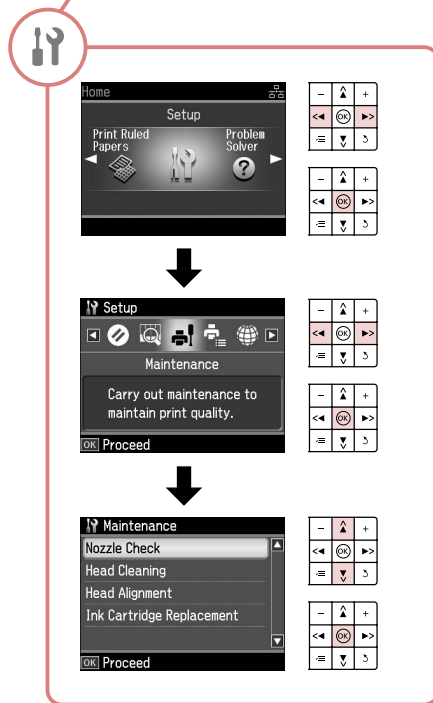 Home
Setup
Print Ruled
Papers
Problem
Solver
?
- +
OK
- +
OK
Setup
Maintenance
Carry out maintenance to
maintain print quality.
OK Proceed
- +
OK
- +
OK
Maintenance
Nozzle Check
Head Cleaning
Head Alignment
Ink Cartridge Replacement
OK Proceed
- +
OK
- +
OK